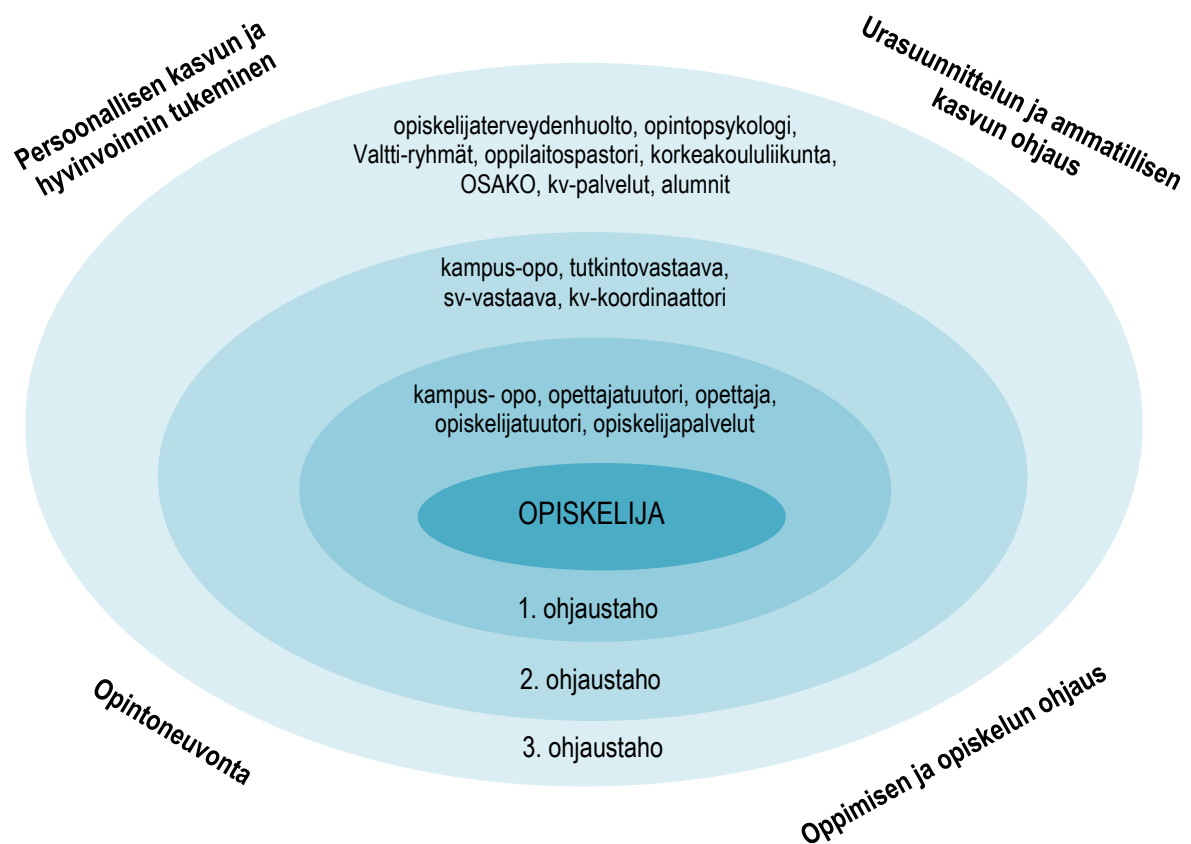 Persoonallisen kasvun ja
hyvinvoinnin tukeminen
Urasuunnittelun ja ammatillisen
kasvun ohjaus
opiskelijaterveydenhuolto, opintopsykologi,
Valtti-ryhmät, oppilaitospastori, korkeakoululiikunta,
OSAKO, kv-palvelut, alumnit
kampus-opo, tutkintovastaava,
sv-vastaava, kv-koordinaattori
kampus- opo, opettajatuutori, opettaja,
opiskelijatuutori, opiskelijapalvelut
OPISKELIJA
1. ohjaustaho
2. ohjaustaho
3. ohjaustaho
Opintoneuvonta
Oppimisen ja opiskelun ohjaus